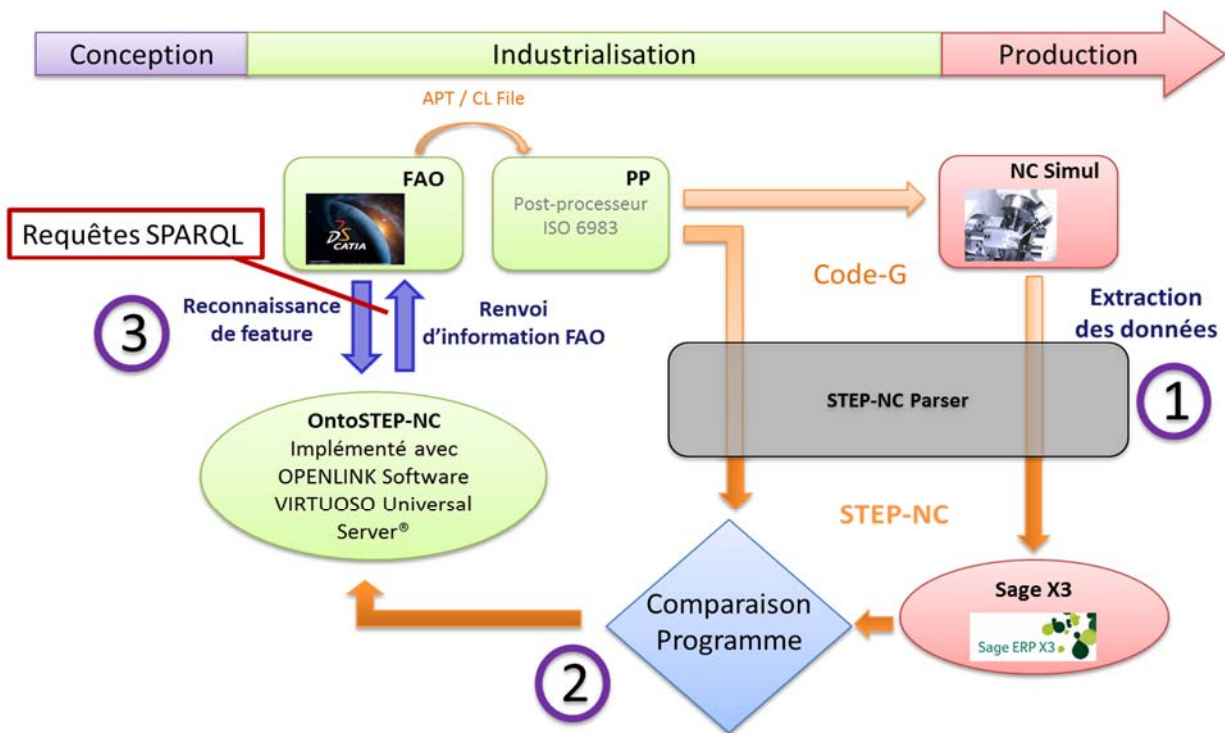 Conception
Industrialisation
Production
APT / CL File
FAO
DS
CATIA
PP
Post-processeur
ISO 6983
NC Simul
Requêtes SPARQL
Code-G
3
Reconnaissance
de feature
Renvoi
d’information FAO
Extraction
des données
1
STEP-NC Parser
OntoSTEP-NC
Implémenté avec
OPENLINK Software
VIRTUOSO Universal
Server®
STEP-NC
Comparaison
Programme
2
Sage X3
Sage ERP X3